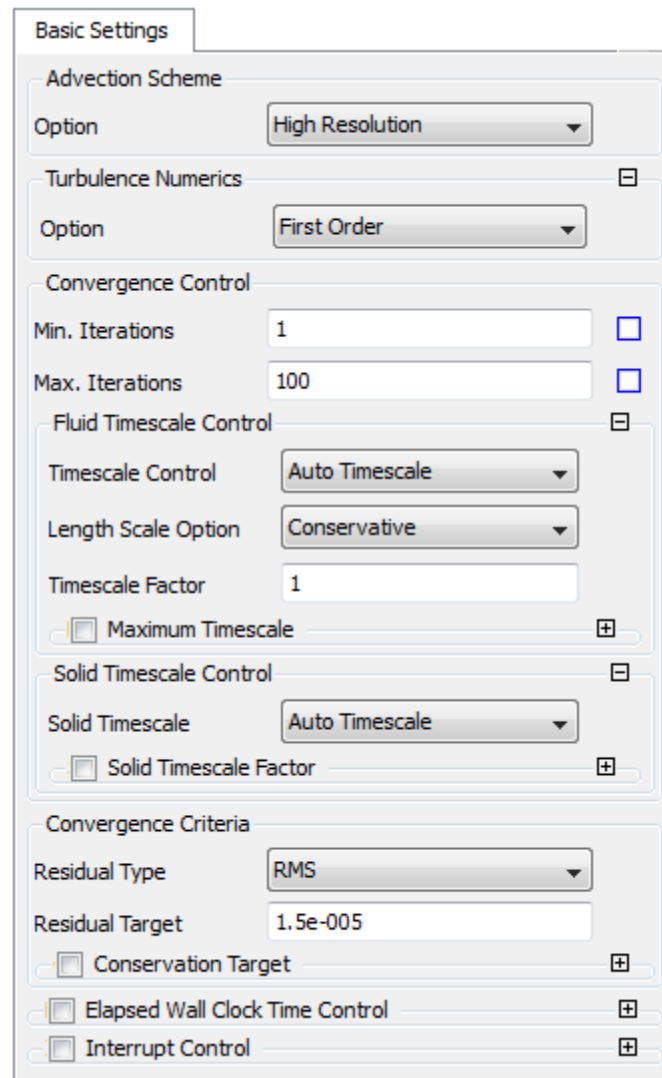 Basic Settings
Advection Scheme
Option High Resolution
Turbulence Numerics
Option First Order
Convergence Control
Min. Iterations 1
Max. Iterations 100
Fluid Timescale Control
Timescale Control Auto Timescale
Length Scale Option Conservative
Timescale Factor 1
Maximum Timescale
Solid Timescale Control
Solid Timescale Auto Timescale
Solid Timescale Factor
Convergence Criteria
Residual Type RMS
Residual Target 1.5e-005
Conservation Target
Elapsed Wall Clock Time Control
Interrupt Control